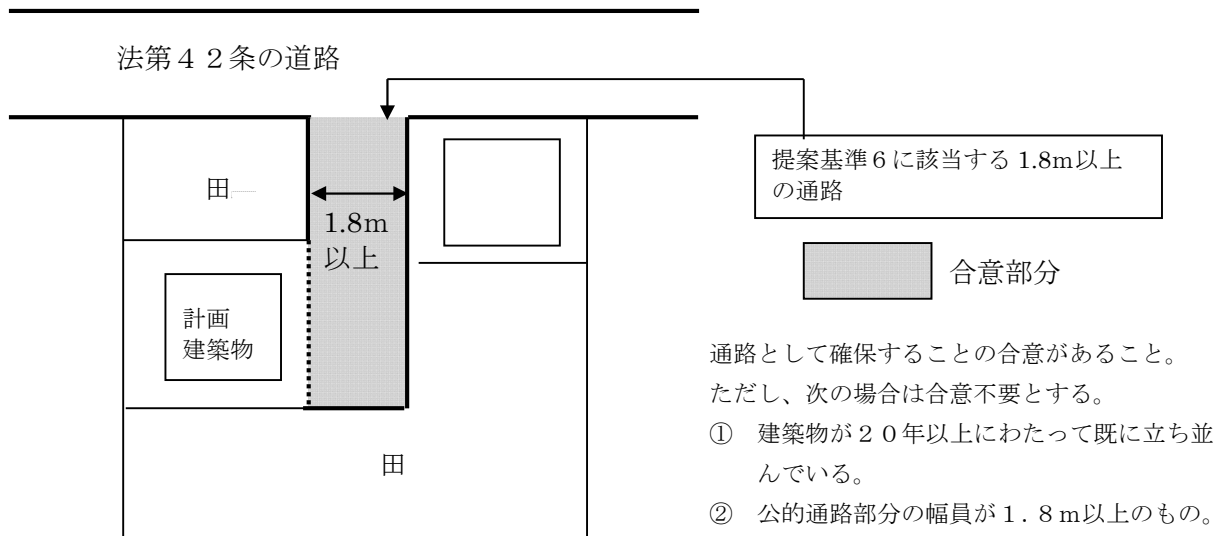 法第４２条の道路
提案基準６に該当する 1.8m以上
の通路
田
1.8m
以上
合意部分
計画
建築物
通路として確保することの合意があること。
ただし、次の場合は合意不要とする。
① 建築物が２０年以上にわたって既に立ち並
んでいる。
② 公的通路部分の幅員が１.８ｍ以上のもの。
田